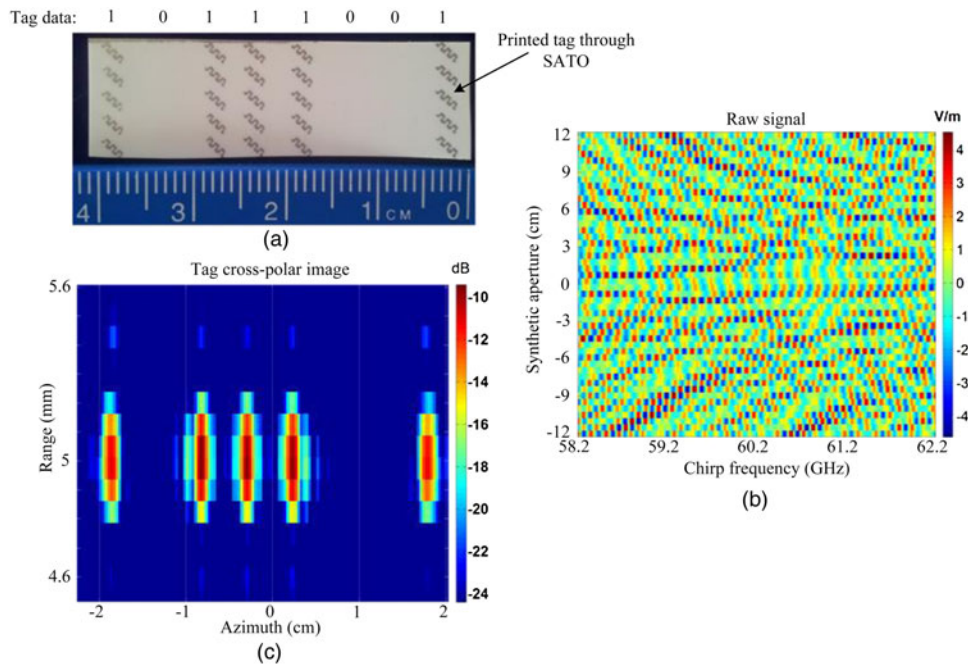 Tag data: 1 0 1 1 1 0 0 1
Printed tag through
SATO
4 3 2 1 CM 0
(a)
Raw signal
V/m
12
9
6
3
0
-3
-6
-9
-12
58.2 59.2 60.2 61.2 62.2
Synthetic aperture (cm)
Chirp frequency (GHz)
4
3
2
1
0
-1
-2
-3
-4
(b)
Tag cross-polar image
dB
5.6
5
4.6
Range (mm)
-2 -1 0 1 2
Azimuth (cm)
-10
-12
-14
-16
-18
-20
-22
-24
(c)